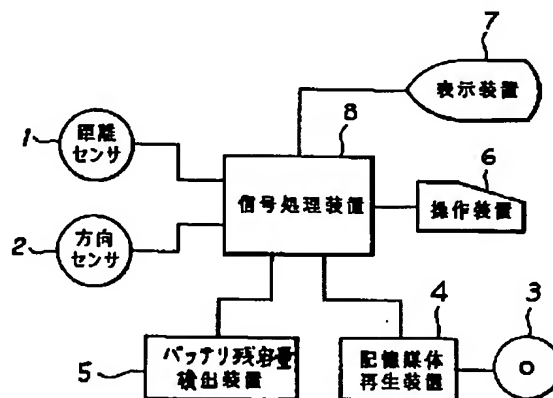 7
表示装置
8
1
距離
センサ
信号処理装置
6
操作装置
2
方向
センサ
5
バッテリ残容量
検出装置
4
記憶媒体
再生装置
3